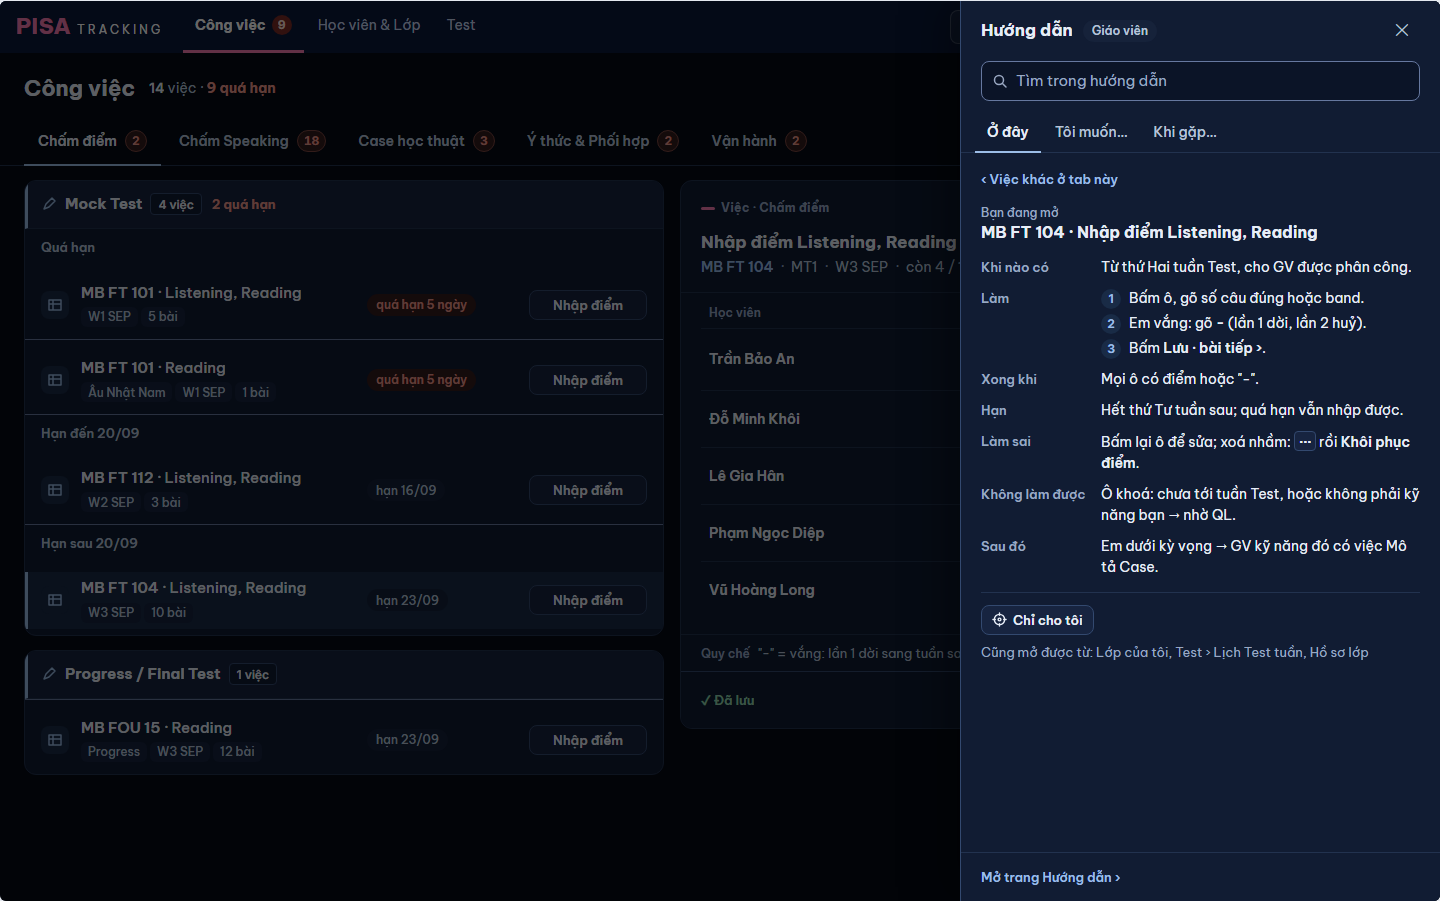 PISA TRACKING
Công việc 9
Học viên & Lớp
Test
Công việc
14 việc · 9 quá hạn
Chấm điểm 2
Chấm Speaking 18
Case học thuật 3
Ý thức & Phối hợp 2
Vận hành 2
Mock Test 4 việc 2 quá hạn
Quá hạn
MB FT 101 · Listening, Reading
W1 SEP 5 bài
quá hạn 5 ngày
Nhập điểm
MB FT 101 · Reading
Âu Nhật Nam W1 SEP 1 bài
quá hạn 5 ngày
Nhập điểm
Hạn đến 20/09
MB FT 112 · Listening, Reading
W2 SEP 3 bài
hạn 16/09
Nhập điểm
Hạn sau 20/09
MB FT 104 · Listening, Reading
W3 SEP 10 bài
hạn 23/09
Nhập điểm
Progress / FInal Test 1 việc
MB FOU 15 · Reading
Progress W3 SEP 12 bài
hạn 23/09
Nhập điểm
Việc · Chấm điểm
Nhập điểm Listening, Reading
MB FT 104 · MT1 · W3 SEP · còn 4 /
Học viên
Trần Bảo An
Đỗ Minh Khôi
Lê Gia Hân
Phạm Ngọc Diệp
Vũ Hoàng Long
Quy chế "-" = vắng: lần 1 dời sang tuần
✓ Đã lưu
Hướng dẫn Giáo viên
Tìm trong hướng dẫn
Ở đây
Tôi muốn...
Khi gặp...
‹ Việc khác ở tab này
Bạn đang mở
MB FT 104 · Nhập điểm Listening, Reading
Khi nào có
Từ thứ Hai tuần Test, cho GV được phân công.
Làm
1 Bấm ô, gõ số câu đúng hoặc band.
2 Em vắng: gõ - (lần 1 dời, lần 2 huỷ).
3 Bấm Lưu · bài tiếp ›.
Xong khi
Mọi ô có điểm hoặc "-".
Hạn
Hết thứ Tư tuần sau; quá hạn vẫn nhập được.
Làm sai
Bấm lại ô để sửa; xoá nhầm: ··· rồi Khôi phục
điểm.
Không làm được
Ô khoá: chưa tới tuần Test, hoặc không phải kỹ
năng bạn → nhờ QL.
Sau đó
Em dưới kỳ vọng → GV kỹ năng đó có việc Mô
tả Case.
Chỉ cho tôi
Cũng mở được từ: Lớp của tôi, Test › Lịch Test tuần, Hồ sơ lớp
Mở trang Hướng dẫn ›